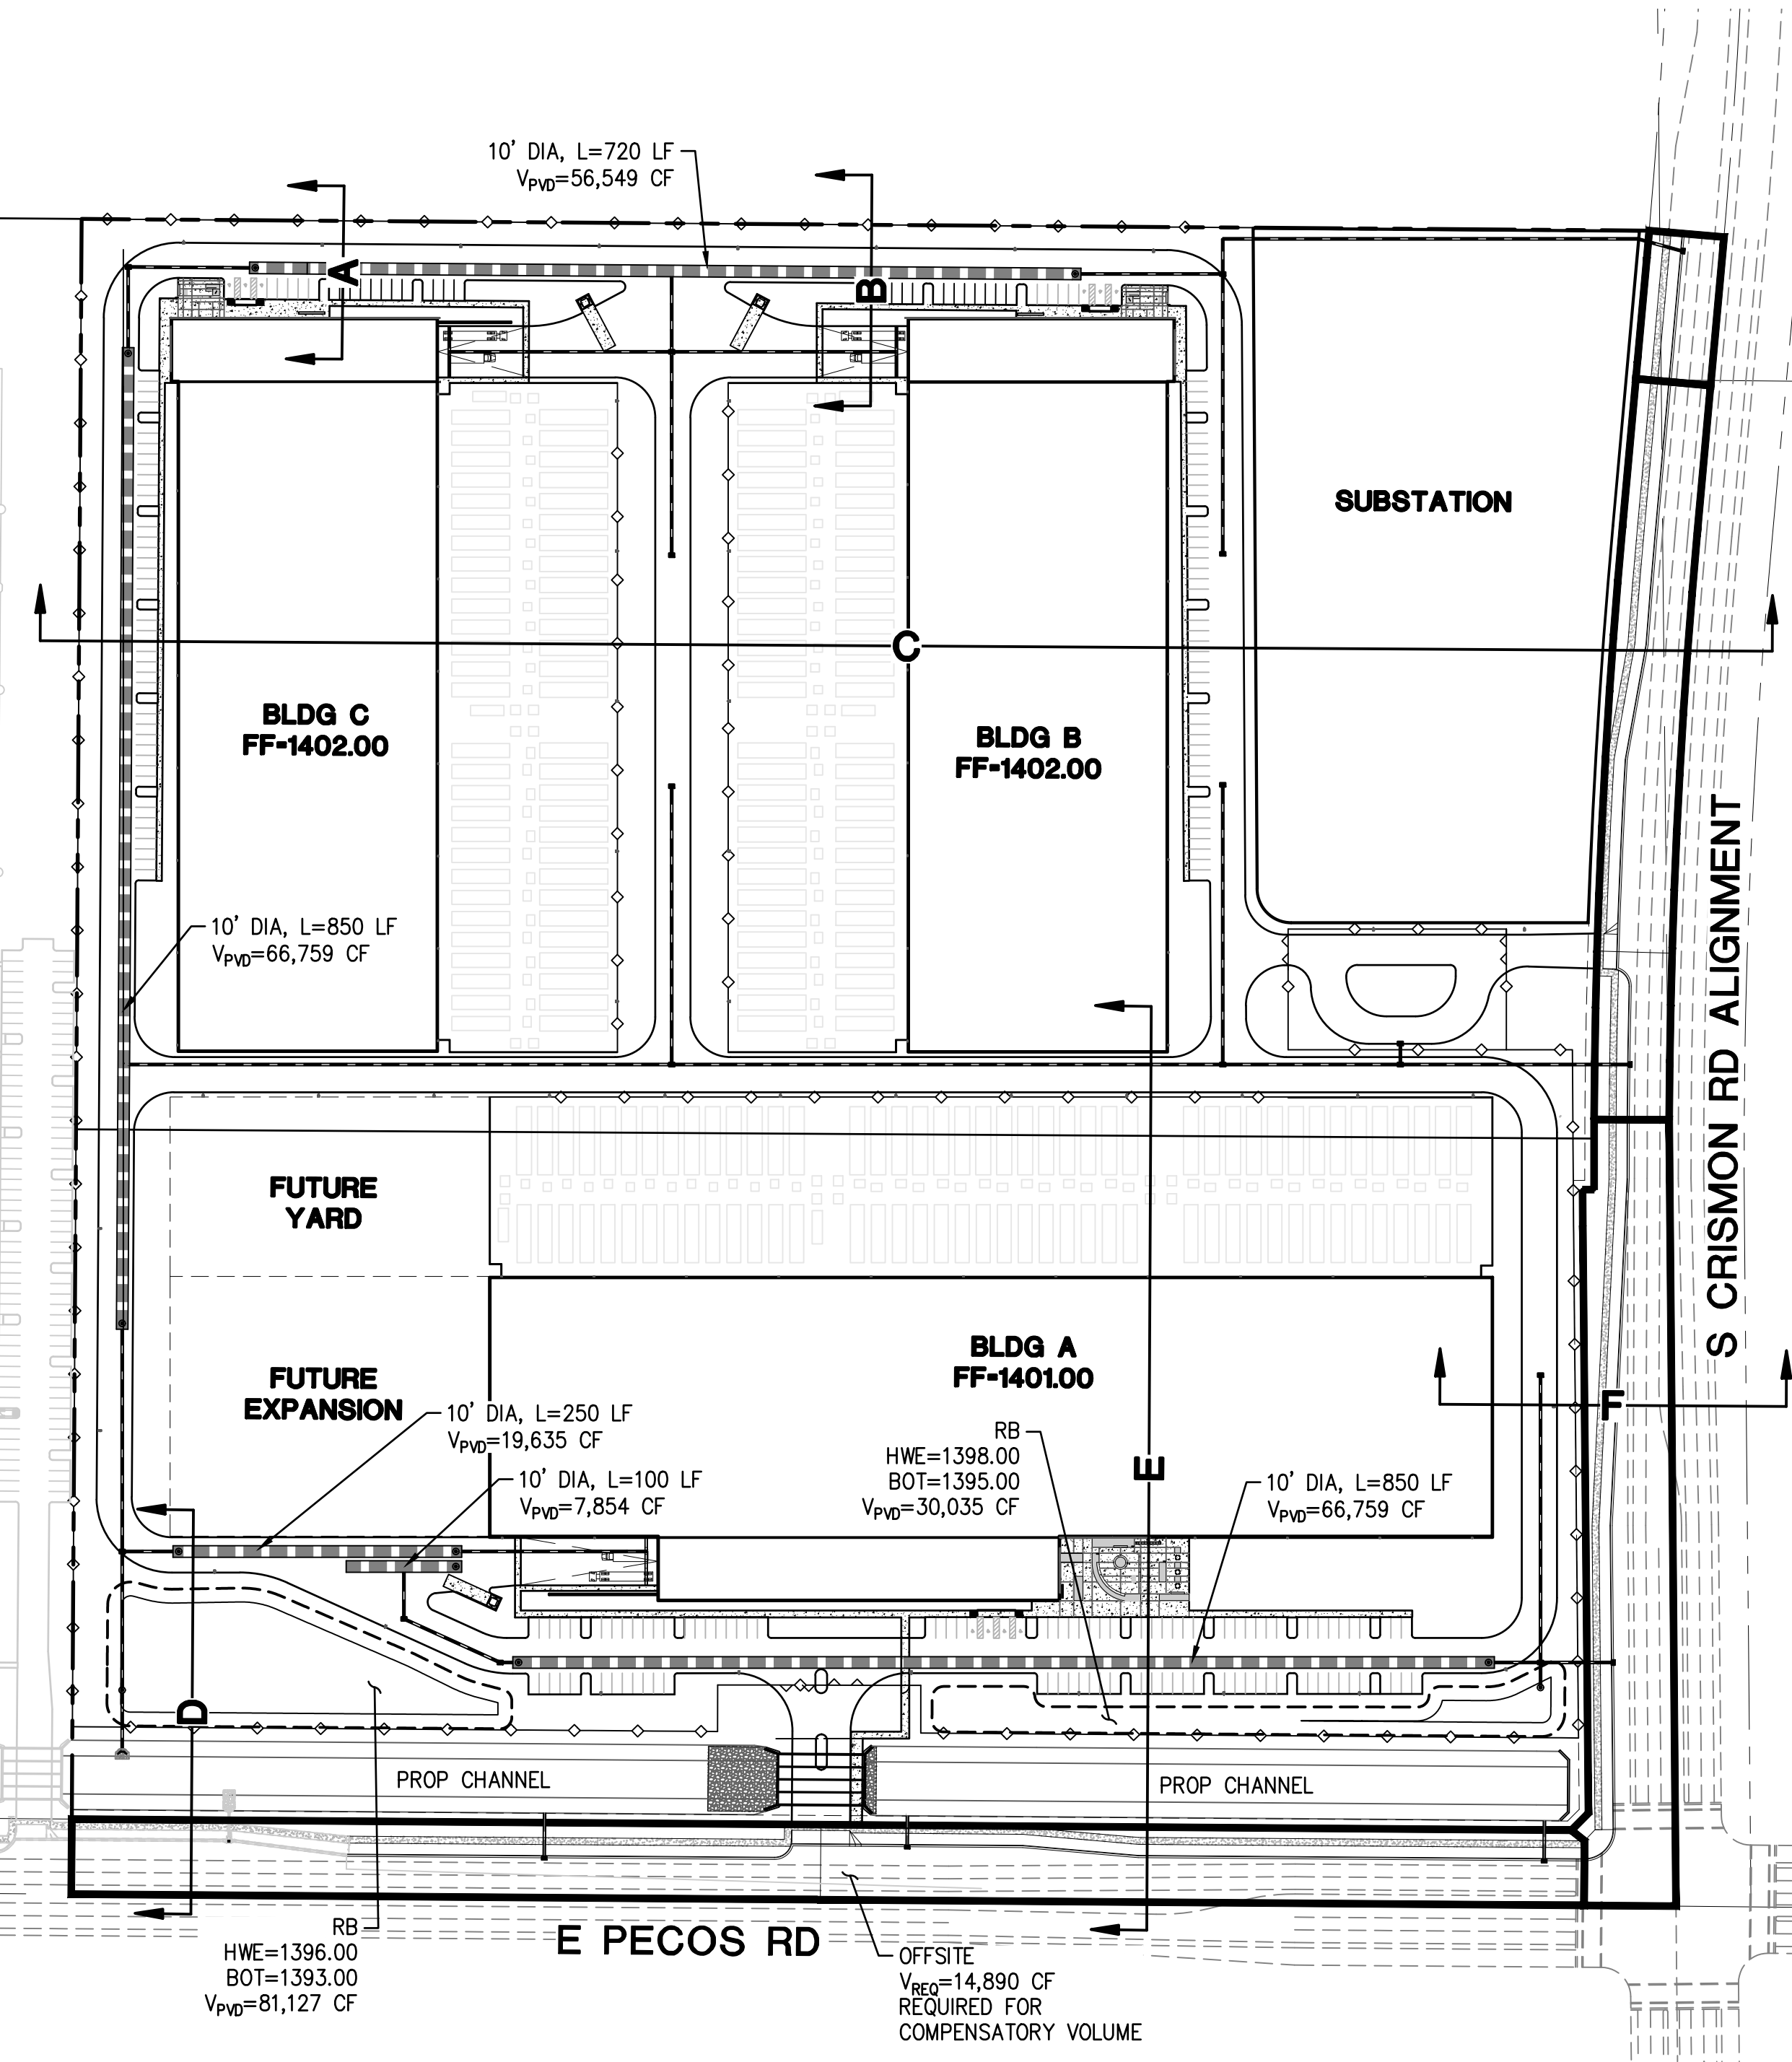 10' DIA, L=720 LF
VPVD=56,549 CF
A
B
SUBSTATION
C
BLDG C
FF=1402.00
BLDG B
FF=1402.00
10' DIA, L=850 LF
VPVD=66,759 CF
S CRISMON RD ALIGNMENT
FUTURE
YARD
BLDG A
FF=1401.00
FUTURE
EXPANSION
10' DIA, L=250 LF
VPVD=19,635 CF
10' DIA, L=100 LF
VPVD=7,854 CF
RB
HWE=1398.00
BOT=1395.00
VPVD=30,035 CF
E
10' DIA, L=850 LF
VPVD=66,759 CF
F
D
PROP CHANNEL
PROP CHANNEL
RB
HWE=1396.00
BOT=1393.00
VPVD=81,127 CF
E PECOS RD
OFFSITE
VREQ=14,890 CF
REQUIRED FOR
COMPENSATORY VOLUME